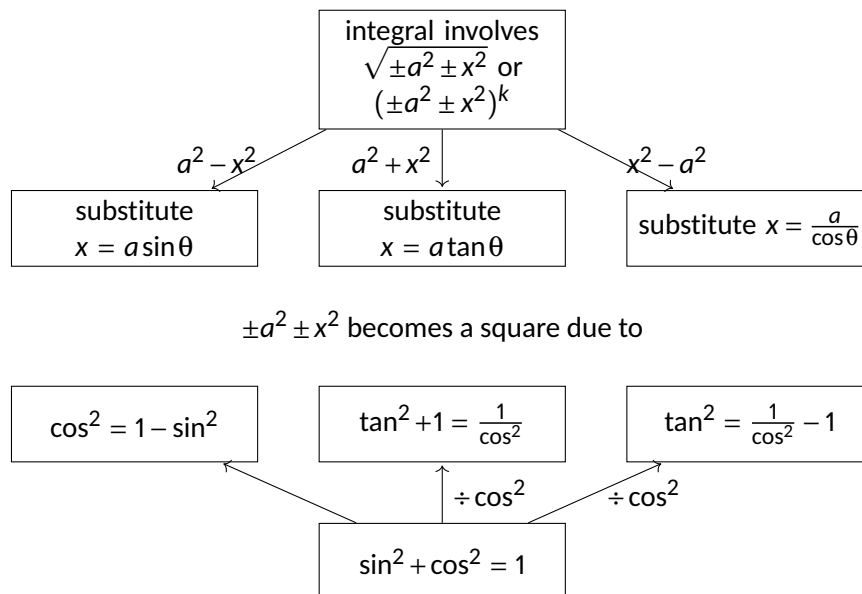 integral involves
√±a² ± x² or
(±a² ± x²)ᵏ
a² − x²
a² + x²
x² − a²
substitute
x = a sin θ
substitute
x = a tan θ
substitute x = a/cos θ
±a² ± x² becomes a square due to
cos² = 1 − sin²
tan² + 1 = 1/cos²
tan² = 1/cos² − 1
÷ cos²
÷ cos²
sin² + cos² = 1